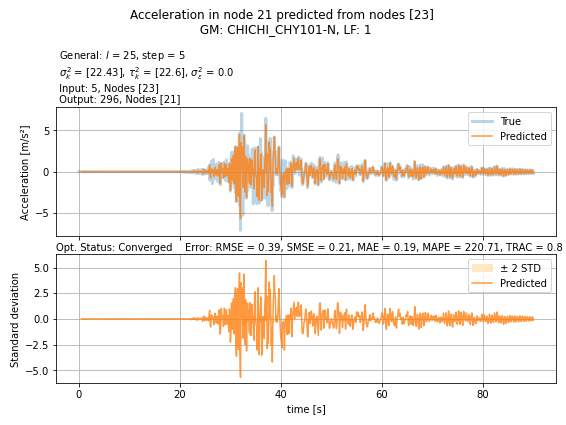 Acceleration in node 21 predicted from nodes [23]
GM: CHICHI_CHY101-N, LF: 1
General: l = 25, step = 5
σ²ₖ = [22.43], τ²ₖ = [22.6], σ²ε = 0.0
Input: 5, Nodes [23]
Output: 296, Nodes [21]
Acceleration [m/s²]
5
0
−5
True
Predicted
Opt. Status: Converged Error: RMSE = 0.39, SMSE = 0.21, MAE = 0.19, MAPE = 220.71, TRAC = 0.8
Standard deviation
5.0
2.5
0.0
−2.5
−5.0
± 2 STD
Predicted
0 20 40 60 80
time [s]